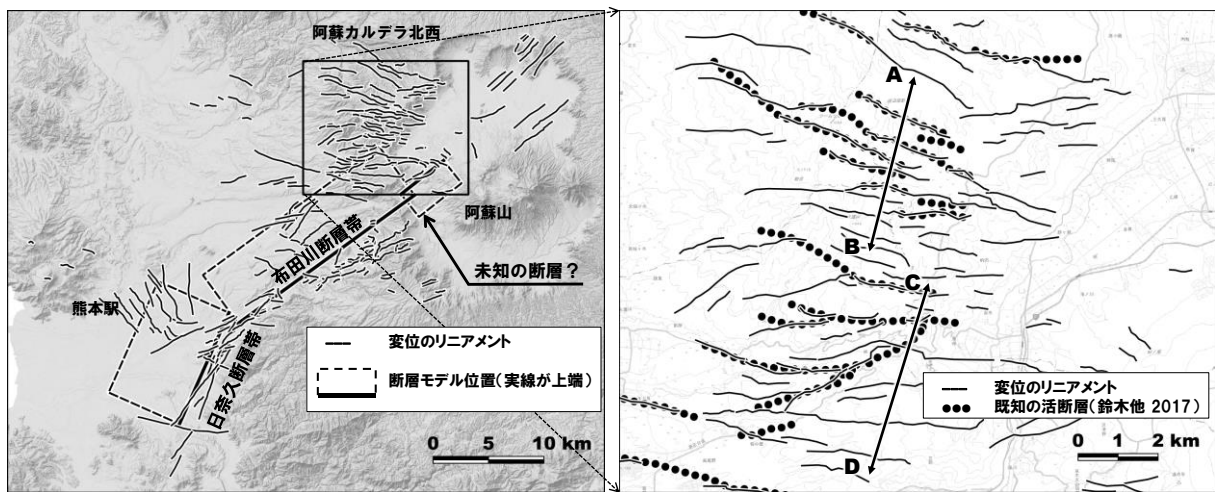 阿蘇カルデラ北西
阿蘇山
布田川断層帯
未知の断層?
熊本駅
日奈久断層帯
変位のリニアメント
断層モデル位置(実線が上端)
0 5 10 km
A
B
C
D
変位のリニアメント
既知の活断層(鈴木他 2017)
0 1 2 km